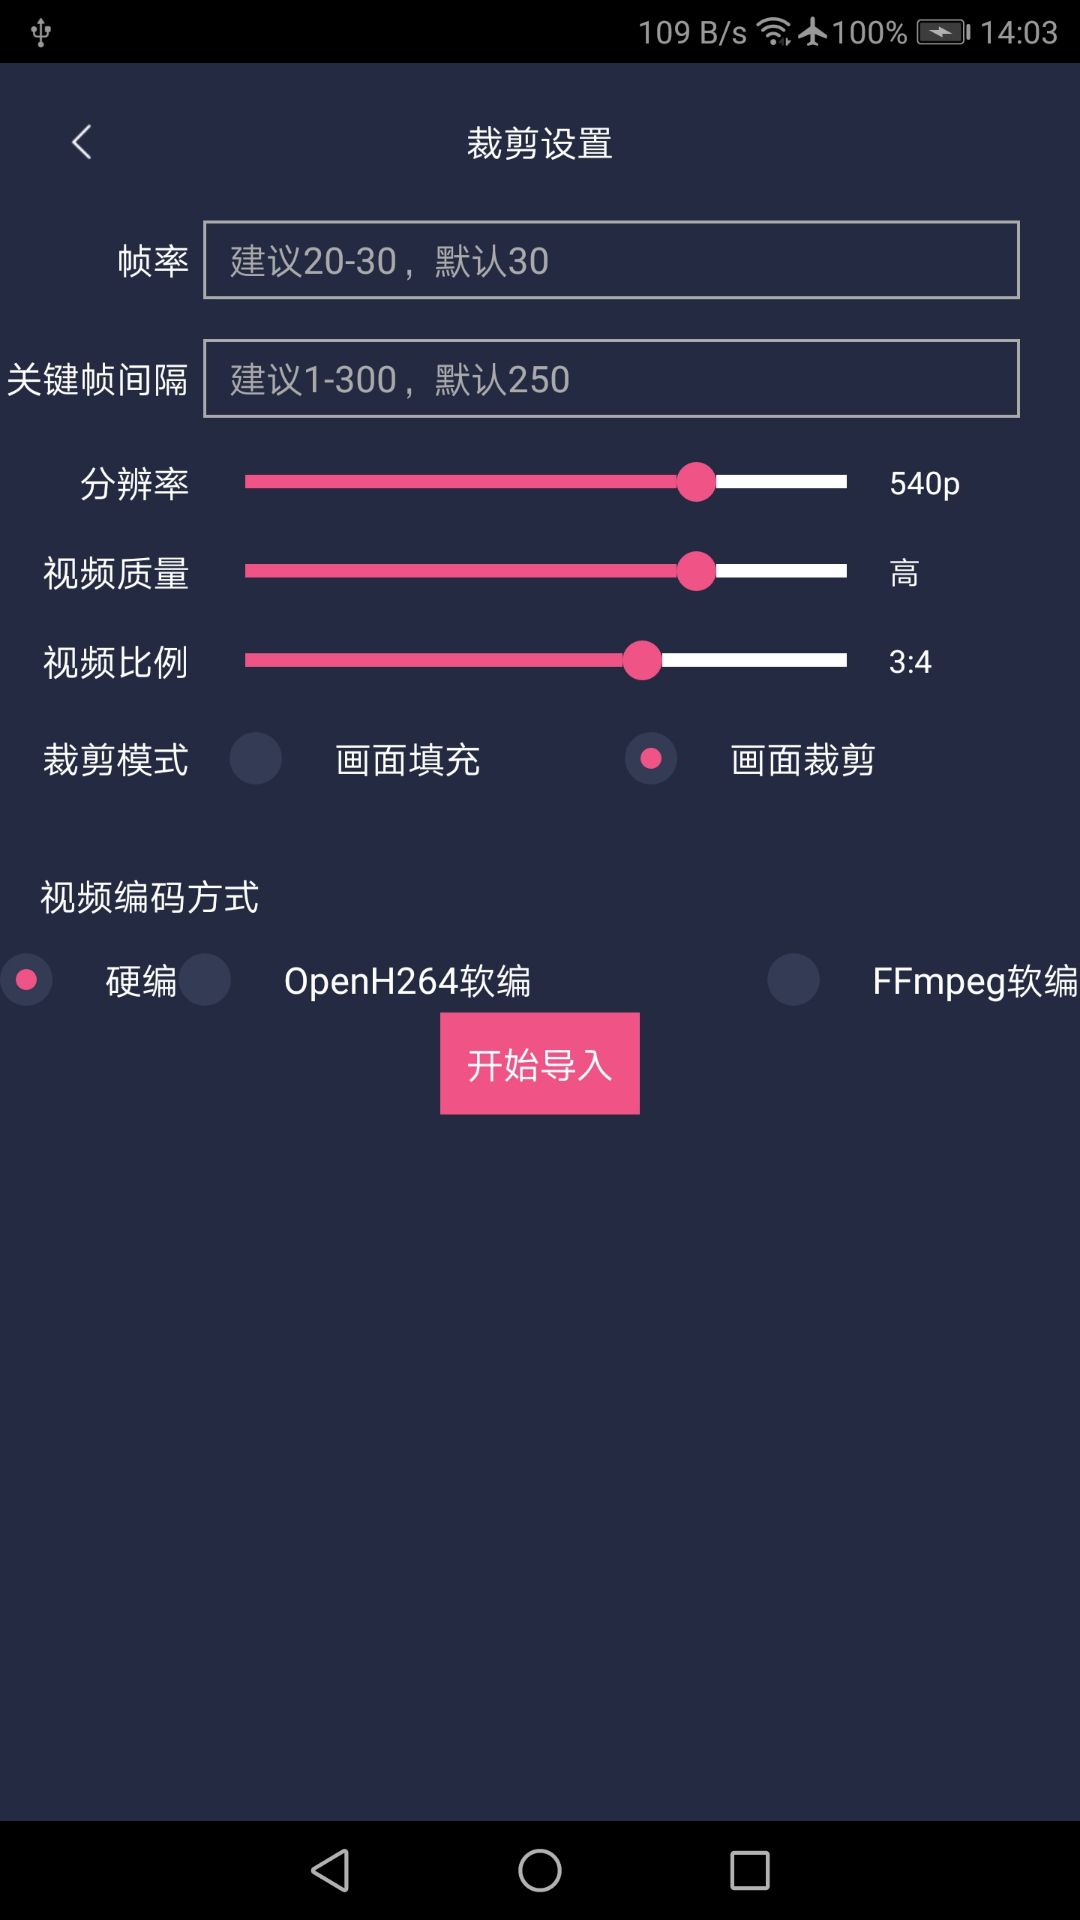 109 B/s 100% 14:03
裁剪设置
帧率 建议20-30，默认30
关键帧间隔 建议1-300，默认250
分辨率 540p
视频质量 高
视频比例 3:4
裁剪模式 画面填充 画面裁剪
视频编码方式
硬编 OpenH264软编 FFmpeg软编
开始导入